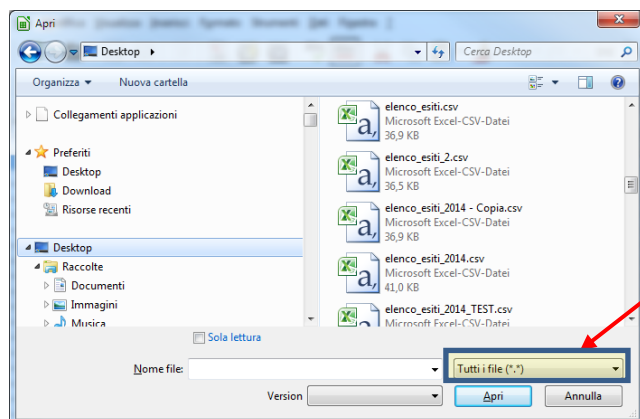 Apri
Desktop
Cerca Desktop
Organizza
Nuova cartella
Collegamenti applicazioni
Preferiti
Desktop
Download
Risorse recenti
Desktop
Raccolte
Documenti
Immagini
Musica
elenco_esiti.csv
Microsoft Excel-CSV-Datei
36,9 KB
elenco_esiti_2.csv
Microsoft Excel-CSV-Datei
36,5 KB
elenco_esiti_2014 - Copia.csv
Microsoft Excel-CSV-Datei
36,9 KB
elenco_esiti_2014.csv
Microsoft Excel-CSV-Datei
41,0 KB
elenco_esiti_2014_TEST.csv
Microsoft Excel-CSV-Datei
Sola lettura
Nome file:
Tutti i file (*.*)
Version
Apri
Annulla